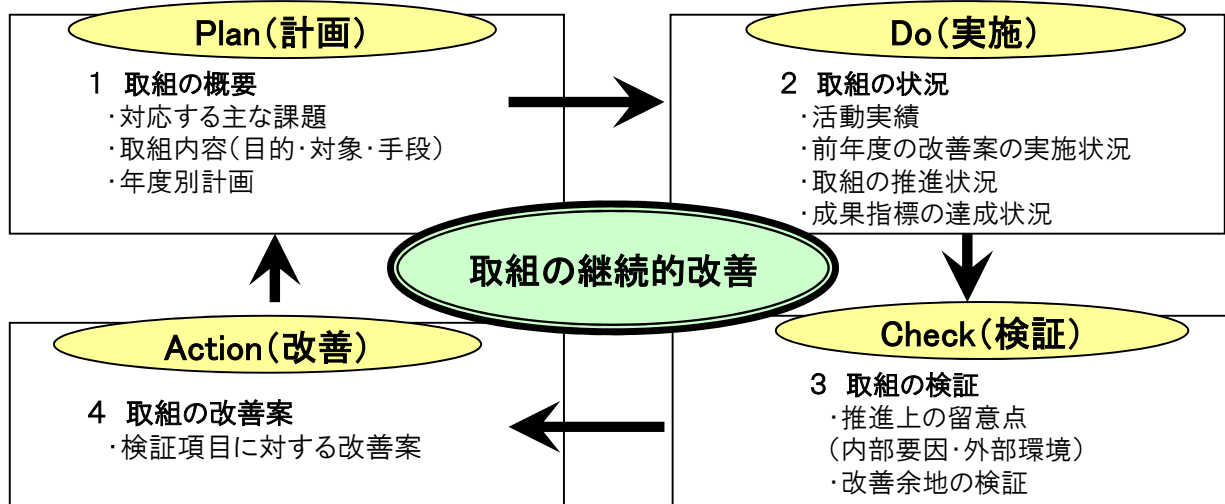 Plan(計画)
1 取組の概要
・対応する主な課題
・取組内容(目的・対象・手段)
・年度別計画
Do(実施)
2 取組の状況
・活動実績
・前年度の改善案の実施状況
・取組の推進状況
・成果指標の達成状況
取組の継続的改善
Check(検証)
3 取組の検証
・推進上の留意点
(内部要因・外部環境)
・改善余地の検証
Action(改善)
4 取組の改善案
・検証項目に対する改善案